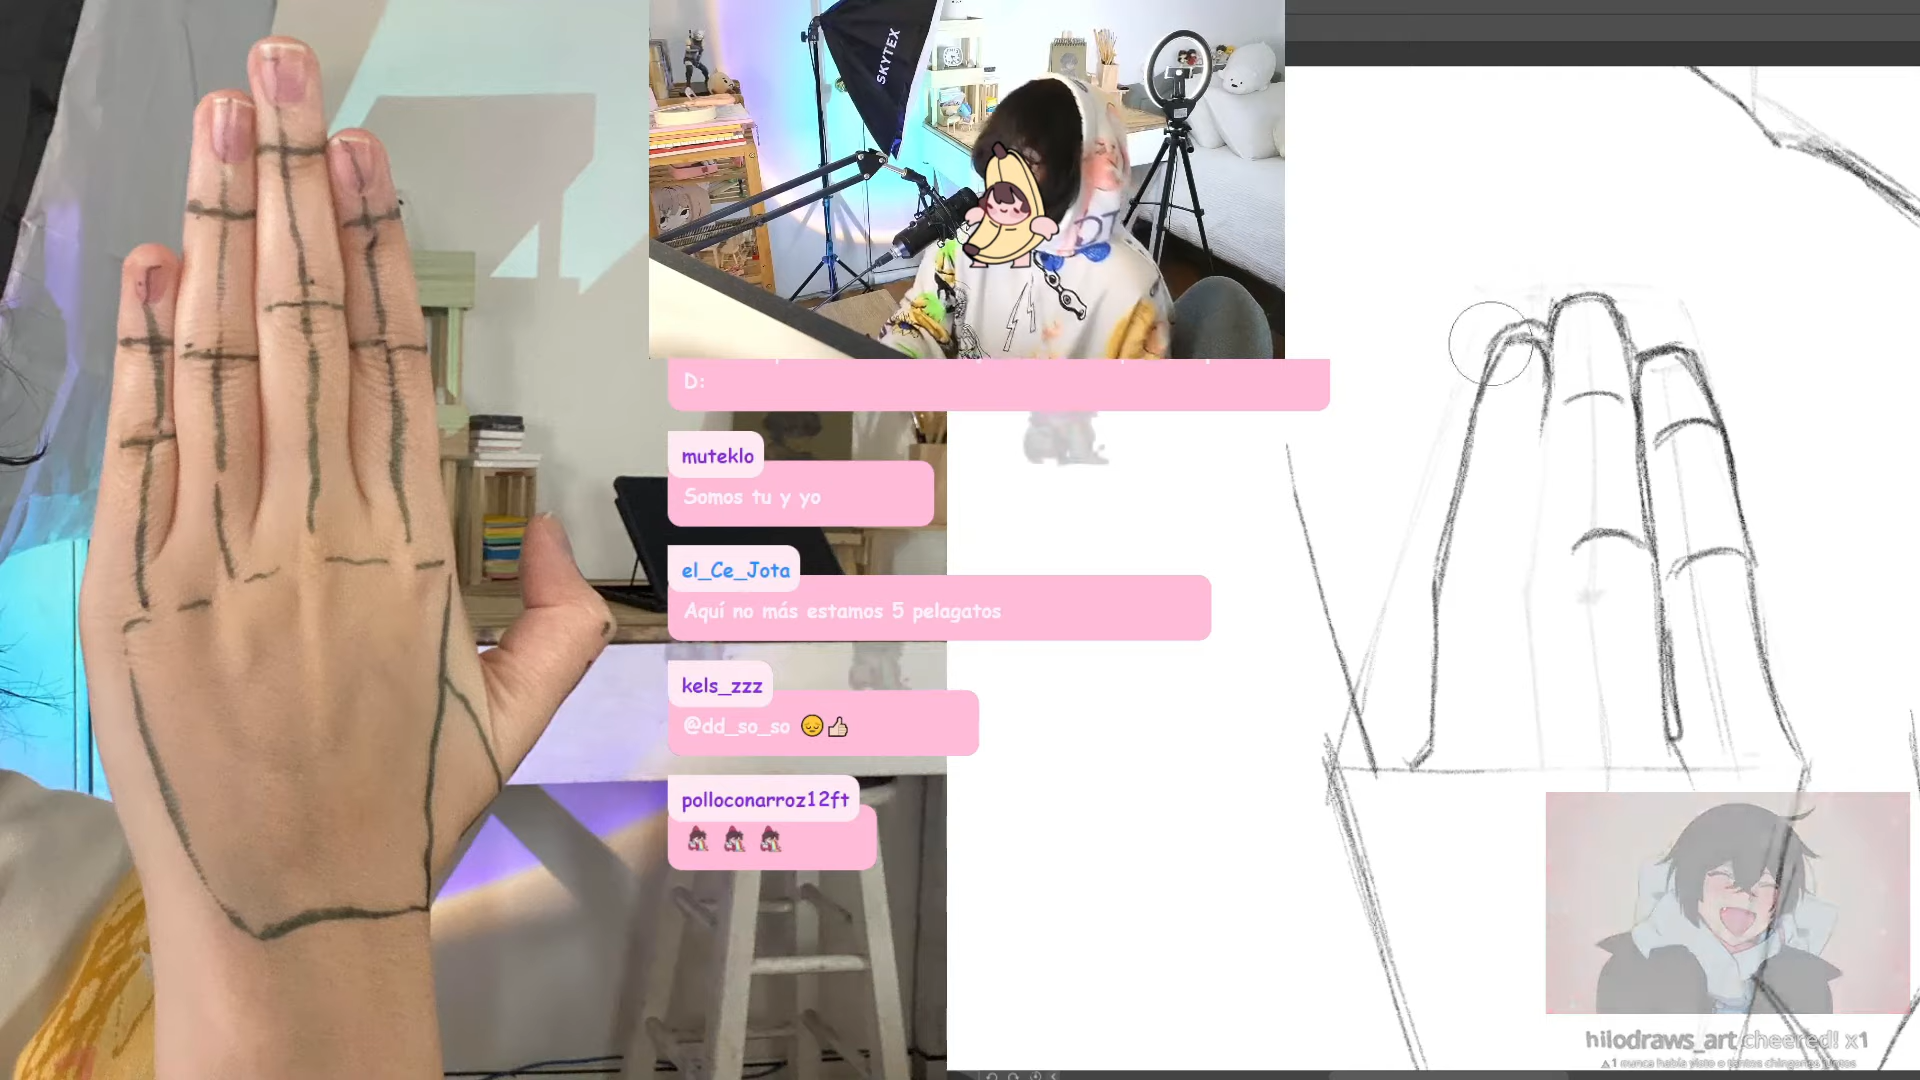 SKYTEX
D:
muteklo
Somos tu y yo
el_Ce_Jota
Aquí no más estamos 5 pelagatos
kels_zzz
@dd_so_so 😔👍🏻
polloconarroz12ft
hilodraws_art cheered! x1